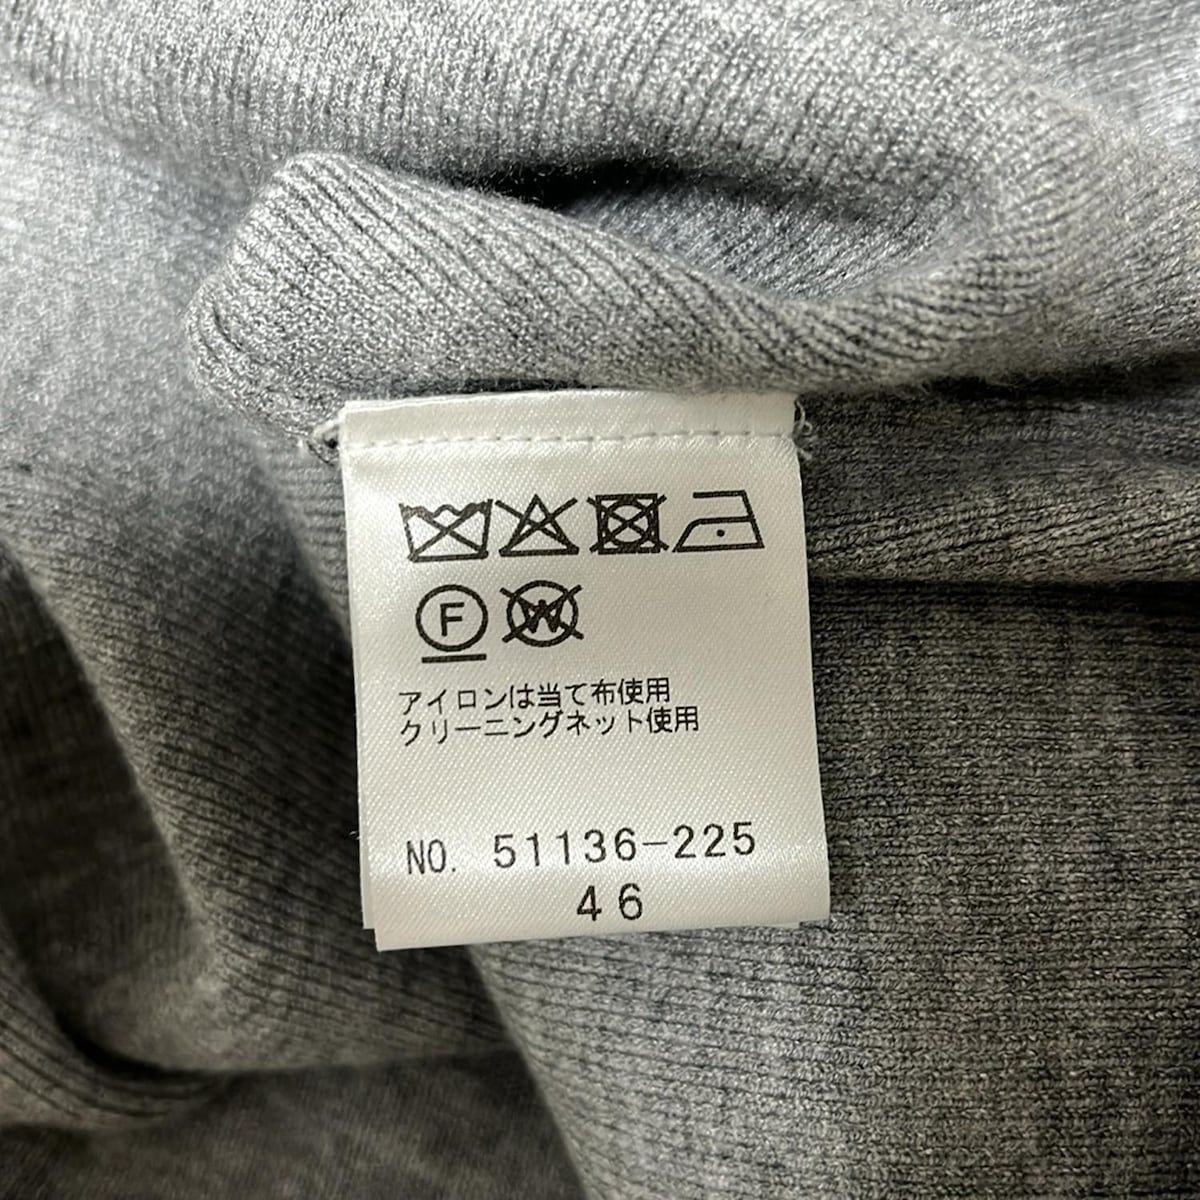 F W
アイロンは当て布使用
クリーニングネット使用
NO. 51136-225
46